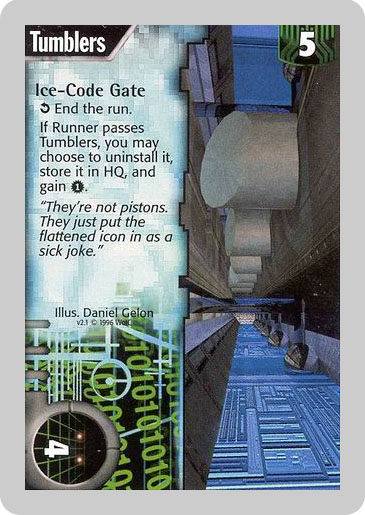 Tumblers
5
Ice-Code Gate
End the run.
If Runner passes
Tumblers, you may
choose to uninstall it,
store it in HQ, and
gain 1.
"They're not pistons.
They just put the
flattened icon in as a
sick joke."
Illus. Daniel Gelon
v2.1 © 1996 WotC
4